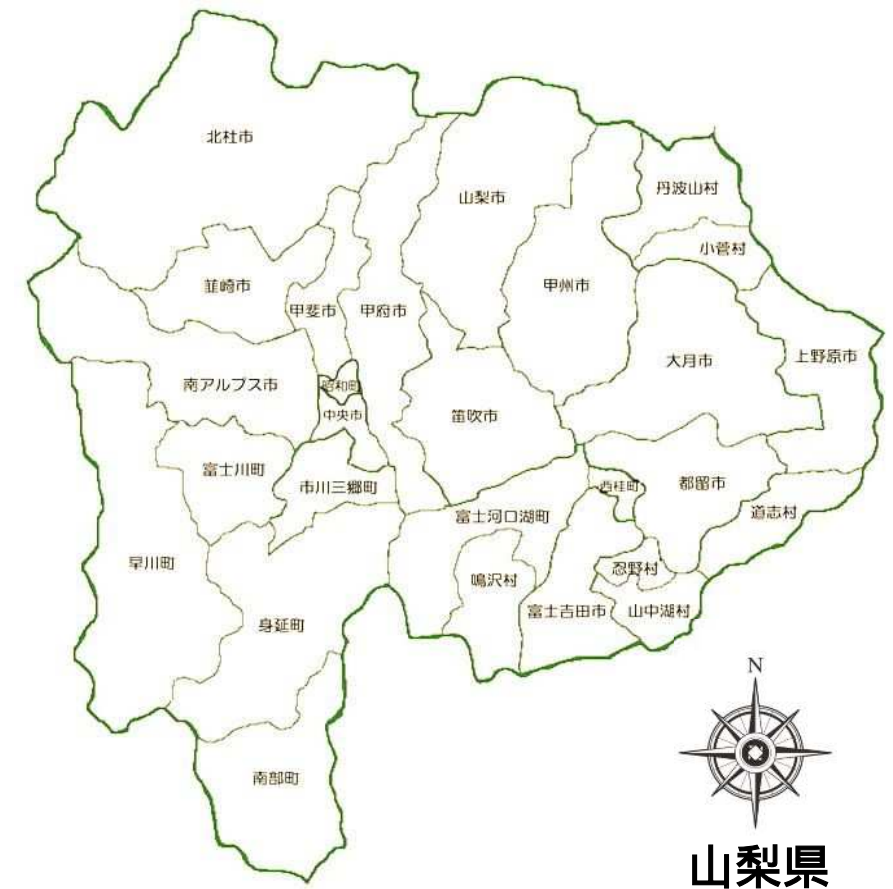 北杜市
山梨市
丹波山村
小菅村
韮崎市
甲斐市
甲府市
甲州市
大月市
上野原市
南アルプス市
昭和町
中央市
笛吹市
富士川町
市川三郷町
西桂町
都留市
道志村
富士河口湖町
早川町
鳴沢村
忍野村
身延町
富士吉田市
山中湖村
南部町
N
山梨県